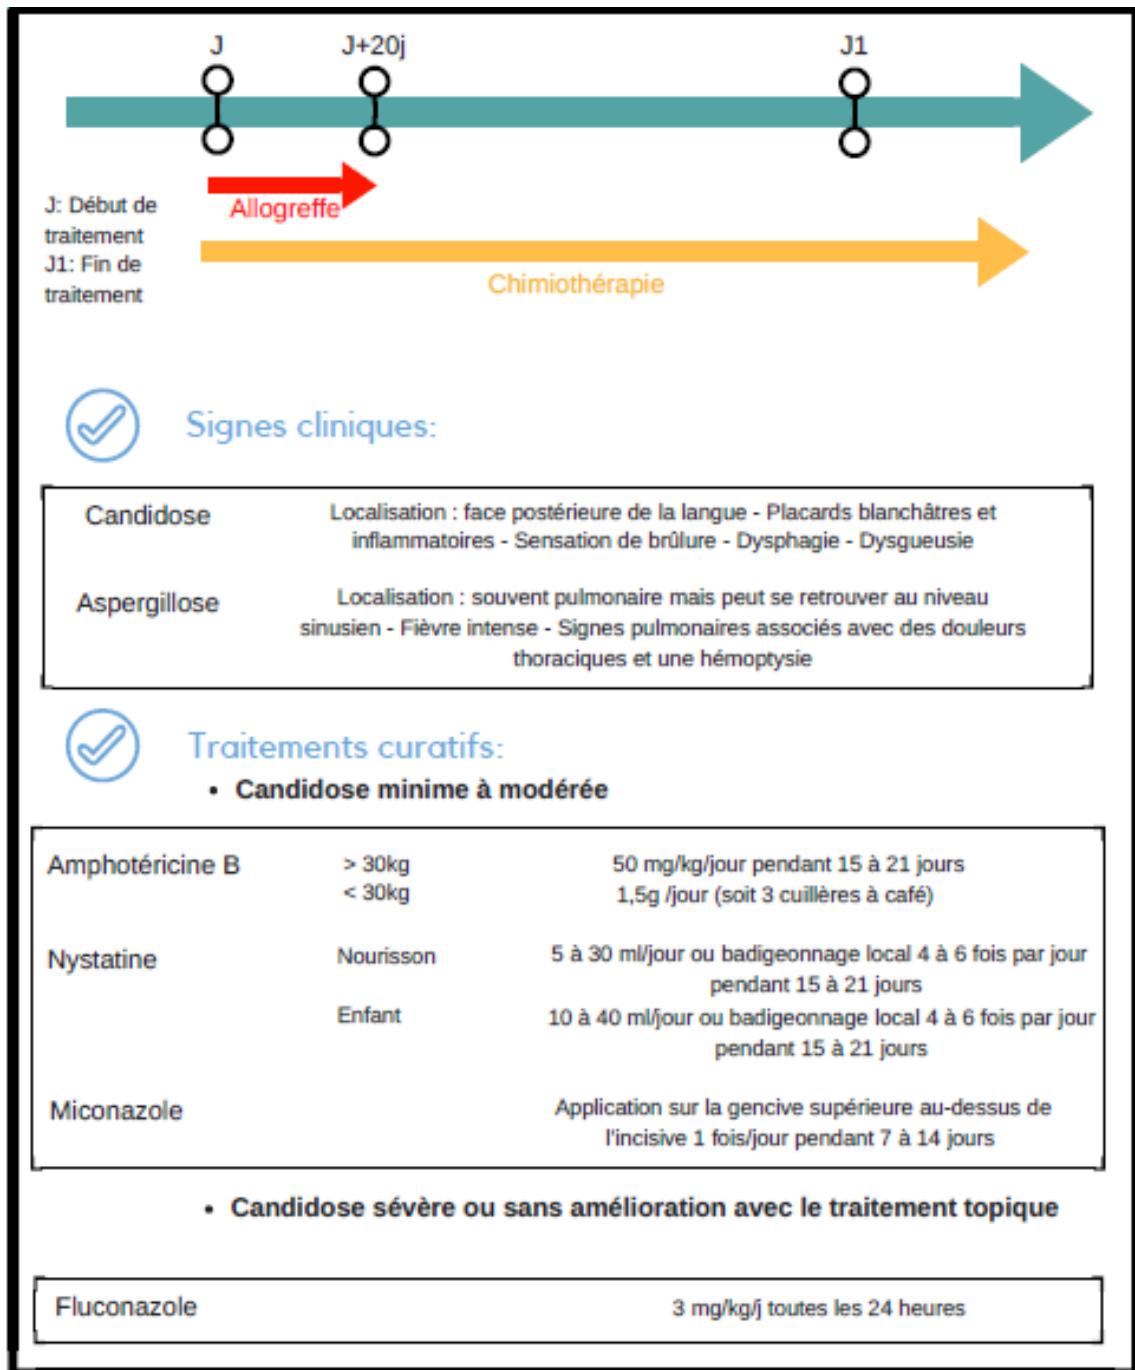 J J+20j J1
J: Début de
traitement
J1: Fin de
traitement
Allogreffe
Chimiothérapie
Signes cliniques:
Candidose
Localisation : face postérieure de la langue - Placards blanchâtres et
inflammatoires - Sensation de brûlure - Dysphagie - Dysgueusie
Aspergillose
Localisation : souvent pulmonaire mais peut se retrouver au niveau
sinusien - Fièvre intense - Signes pulmonaires associés avec des douleurs
thoraciques et une hémoptysie
Traitements curatifs:
• Candidose minime à modérée
Amphotéricine B > 30kg 50 mg/kg/jour pendant 15 à 21 jours
< 30kg 1,5g /jour (soit 3 cuillères à café)
Nystatine Nourisson 5 à 30 ml/jour ou badigeonnage local 4 à 6 fois par jour
pendant 15 à 21 jours
Enfant 10 à 40 ml/jour ou badigeonnage local 4 à 6 fois par jour
pendant 15 à 21 jours
Miconazole Application sur la gencive supérieure au-dessus de
l'incisive 1 fois/jour pendant 7 à 14 jours
• Candidose sévère ou sans amélioration avec le traitement topique
Fluconazole 3 mg/kg/j toutes les 24 heures